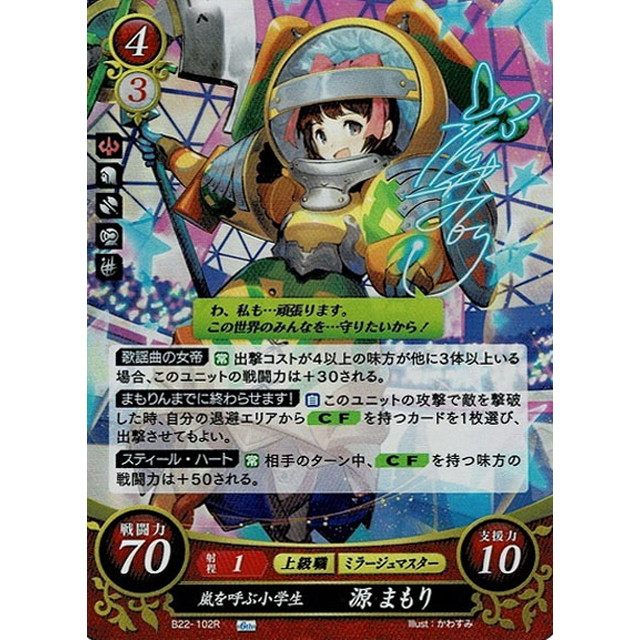 4
3
わ、私も…頑張ります。
この世界のみんなを…守りたいから！
歌謡曲の女帝 常 出撃コストが4以上の味方が他に3体以上いる
場合、このユニットの戦闘力は＋30される。
まもりんまでに終わらせます！ 自 このユニットの攻撃で敵を撃破
した時、自分の退避エリアから CF を持つカードを1枚選び、
出撃させてもよい。
スティール・ハート 常 相手のターン中、CF を持つ味方の
戦闘力は＋50される。
戦闘力
70
射程 1
上級職 ミラージュマスター
支援力
10
嵐を呼ぶ小学生 源 まもり
B22-102R
Illust：かわすみ